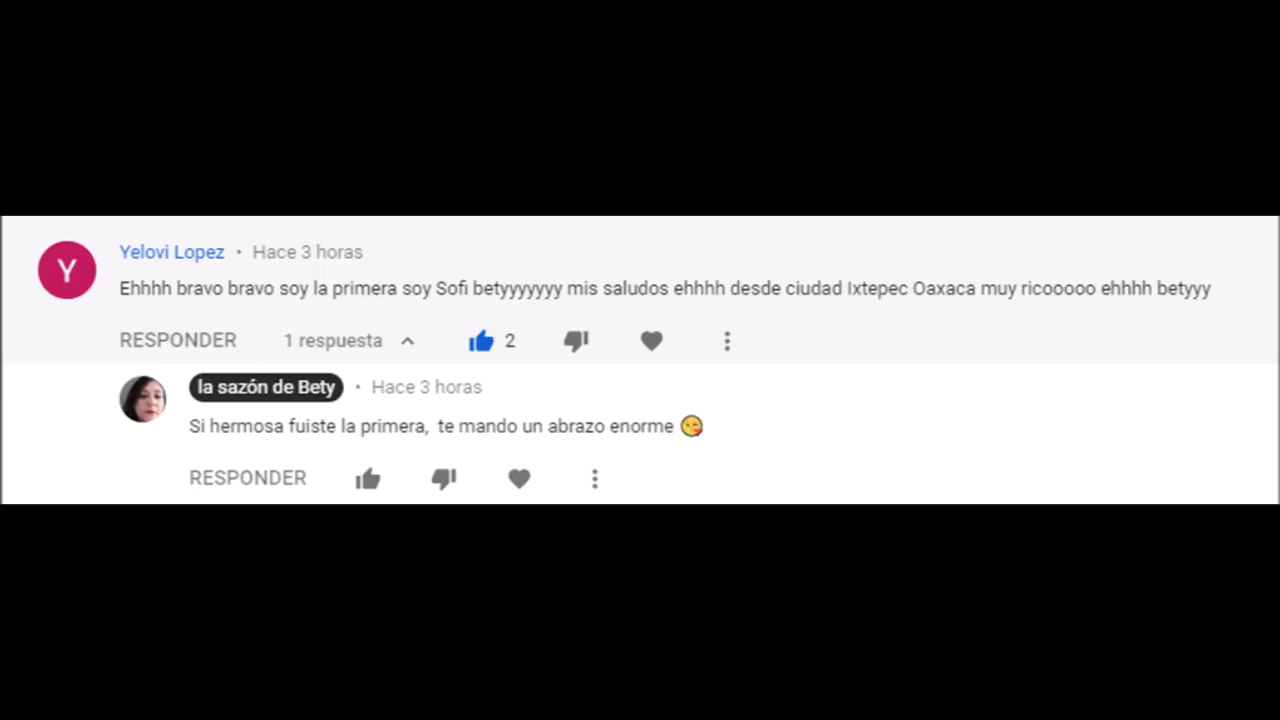 Y
Yelovi Lopez • Hace 3 horas
Ehhhh bravo bravo soy la primera soy Sofi betyyyyyyy mis saludos ehhhh desde ciudad Ixtepec Oaxaca muy ricooooo ehhhh betyyy
RESPONDER 1 respuesta 2
la sazón de Bety • Hace 3 horas
Si hermosa fuiste la primera, te mando un abrazo enorme 😘
RESPONDER